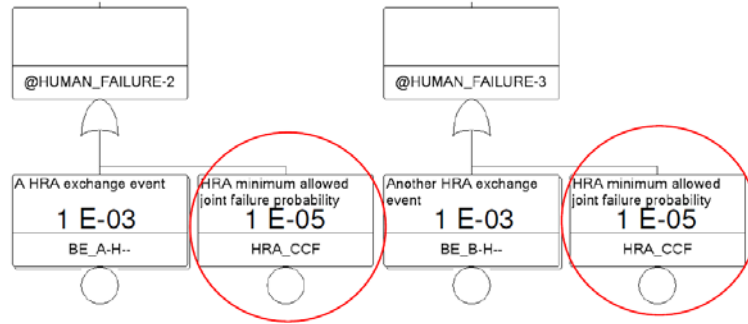 @HUMAN_FAILURE-2
@HUMAN_FAILURE-3
A HRA exchange event
1 E-03
BE_A-H--
HRA minimum allowed
joint failure probability
1 E-05
HRA_CCF
Another HRA exchange
event
1 E-03
BE_B-H--
HRA minimum allowed
joint failure probability
1 E-05
HRA_CCF